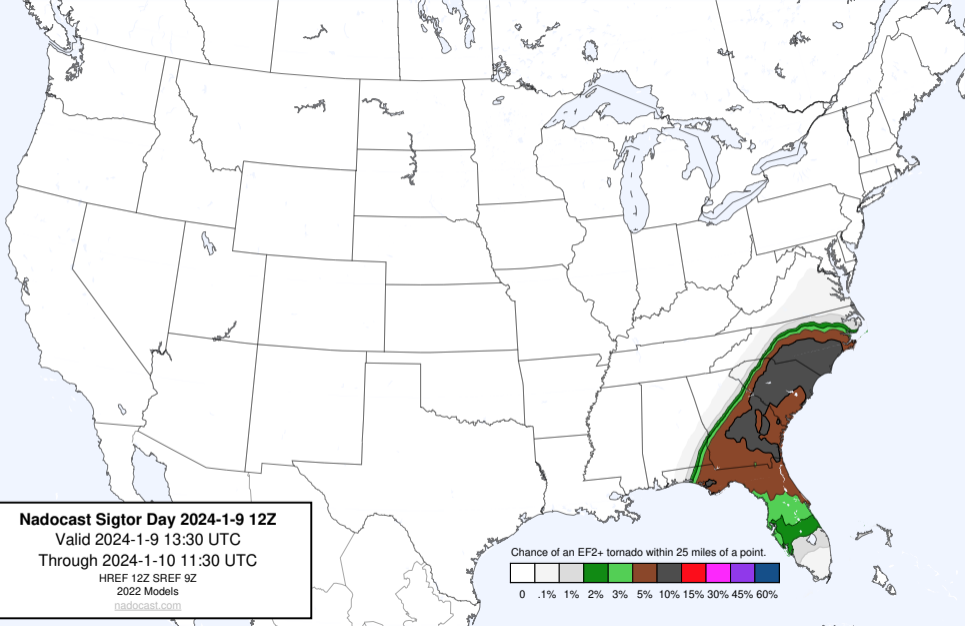 Nadocast Sigtor Day 2024-1-9 12Z
Valid 2024-1-9 13:30 UTC
Through 2024-1-10 11:30 UTC
HREF 12Z SREF 9Z
2022 Models
nadocast.com
Chance of an EF2+ tornado within 25 miles of a point.
0 .1% 1% 2% 3% 5% 10% 15% 30% 45% 60%